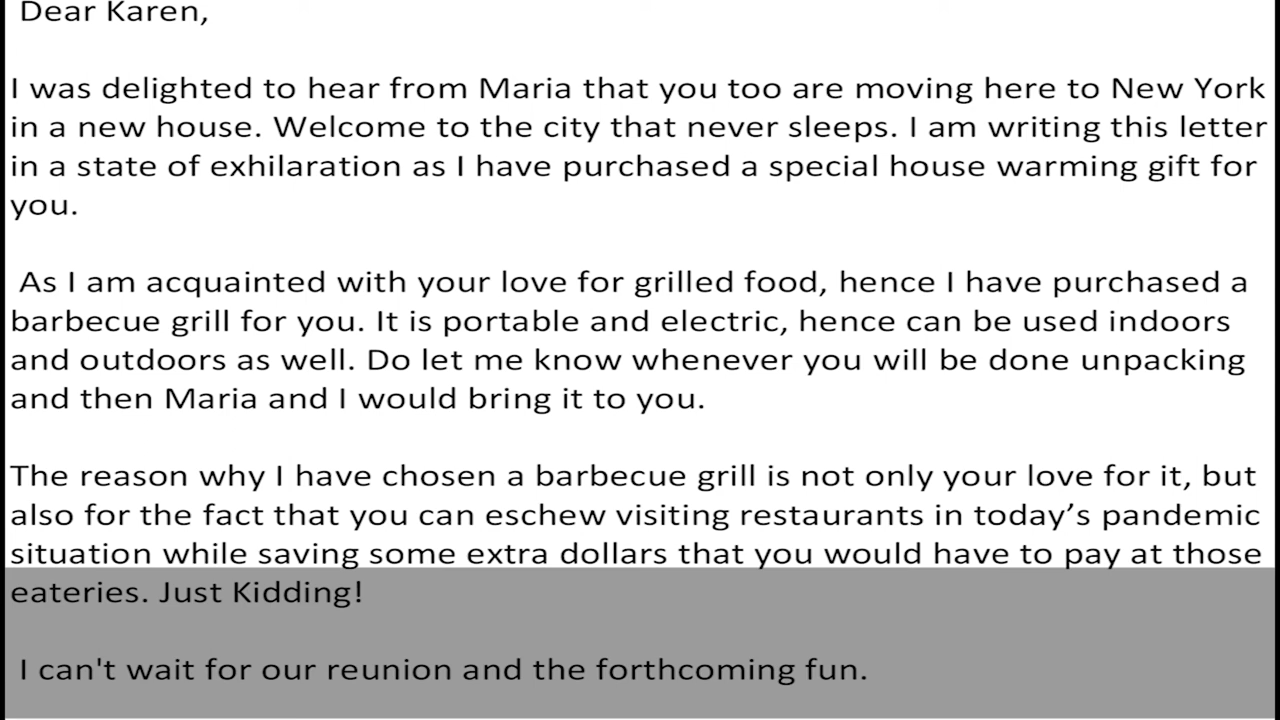 Dear Karen,
I was delighted to hear from Maria that you too are moving here to New York
in a new house. Welcome to the city that never sleeps. I am writing this letter
in a state of exhilaration as I have purchased a special house warming gift for
you.
As I am acquainted with your love for grilled food, hence I have purchased a
barbecue grill for you. It is portable and electric, hence can be used indoors
and outdoors as well. Do let me know whenever you will be done unpacking
and then Maria and I would bring it to you.
The reason why I have chosen a barbecue grill is not only your love for it, but
also for the fact that you can eschew visiting restaurants in today’s pandemic
situation while saving some extra dollars that you would have to pay at those
eateries. Just Kidding!
I can't wait for our reunion and the forthcoming fun.